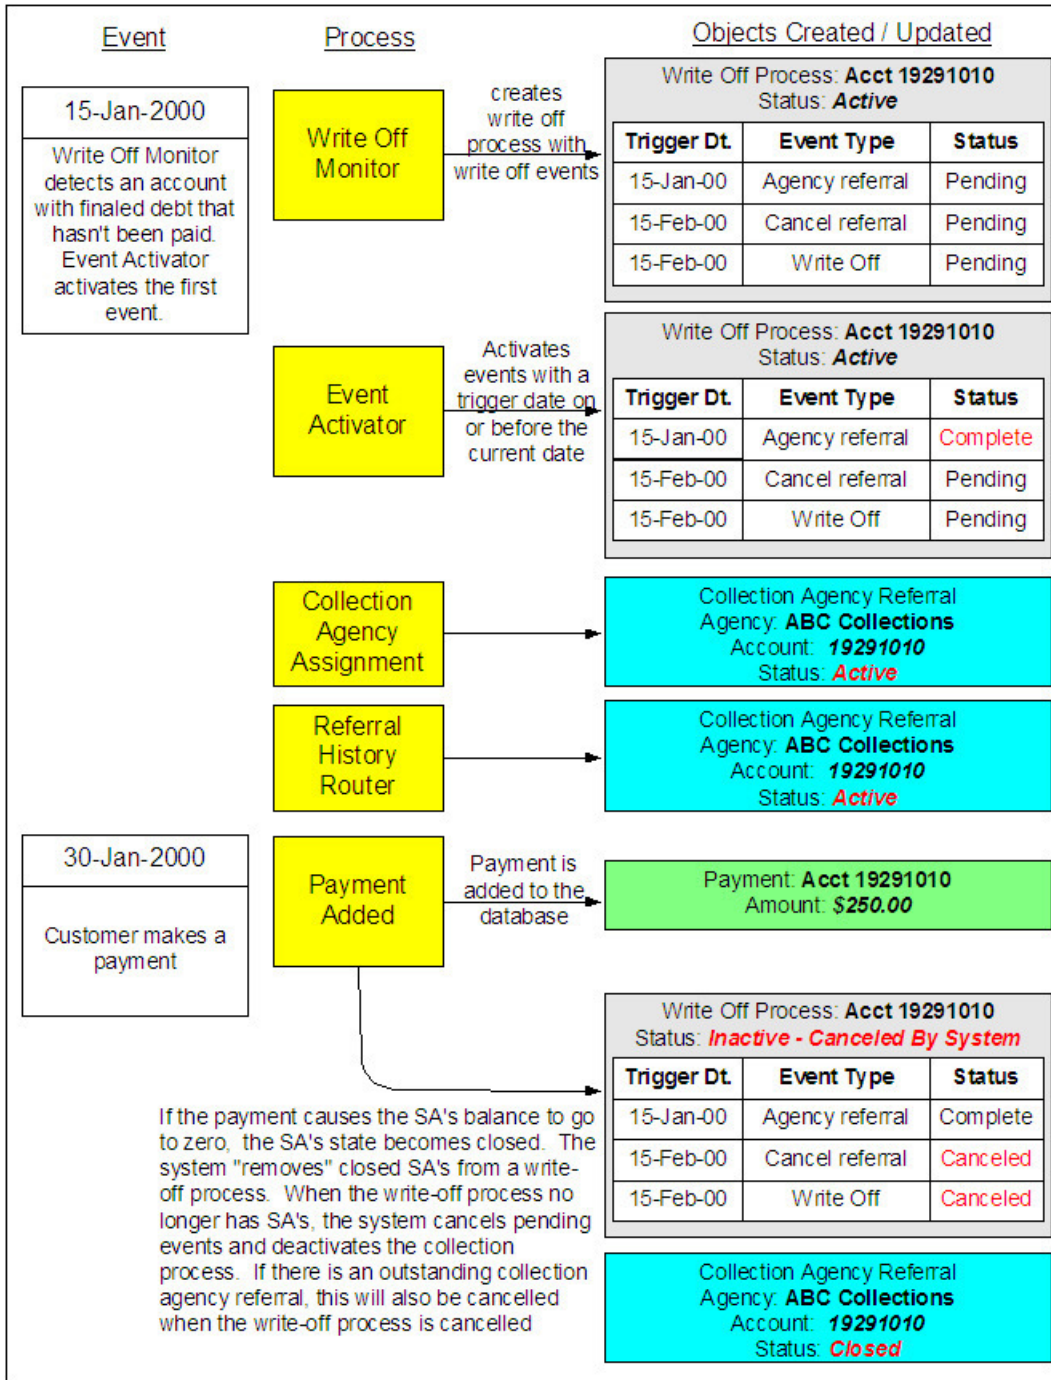 Event
Process
Objects Created / Updated
15-Jan-2000
Write Off Monitor
detects an account
with finaled debt that
hasn't been paid.
Event Activator
activates the first
event.
Write Off
Monitor
creates
write off
process with
write off events
Write Off Process: Acct 19291010
Status: Active
Trigger Dt. Event Type Status
15-Jan-00 Agency referral Pending
15-Feb-00 Cancel referral Pending
15-Feb-00 Write Off Pending
Event
Activator
Activates
events with a
trigger date on
or before the
current date
Write Off Process: Acct 19291010
Status: Active
Trigger Dt. Event Type Status
15-Jan-00 Agency referral Complete
15-Feb-00 Cancel referral Pending
15-Feb-00 Write Off Pending
Collection
Agency
Assignment
Collection Agency Referral
Agency: ABC Collections
Account: 19291010
Status: Active
Referral
History
Router
Collection Agency Referral
Agency: ABC Collections
Account: 19291010
Status: Active
30-Jan-2000
Customer makes a
payment
Payment
Added
Payment is
added to the
database
Payment: Acct 19291010
Amount: $250.00
Write Off Process: Acct 19291010
Status: Inactive - Canceled By System
Trigger Dt. Event Type Status
15-Jan-00 Agency referral Complete
15-Feb-00 Cancel referral Canceled
15-Feb-00 Write Off Canceled
If the payment causes the SA's balance to go
to zero, the SA's state becomes closed. The
system "removes" closed SA's from a write-
off process. When the write-off process no
longer has SA's, the system cancels pending
events and deactivates the collection
process. If there is an outstanding collection
agency referral, this will also be cancelled
when the write-off process is cancelled
Collection Agency Referral
Agency: ABC Collections
Account: 19291010
Status: Closed